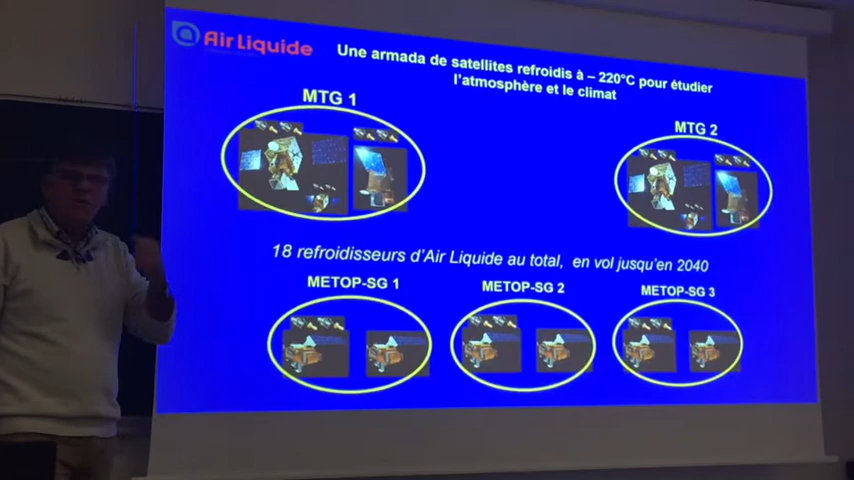 Air Liquide
Une armada de satellites refroidis à – 220°C pour étudier
l'atmosphère et le climat
MTG 1
MTG 2
18 refroidisseurs d'Air Liquide au total, en vol jusqu'en 2040
METOP-SG 1
METOP-SG 2
METOP-SG 3